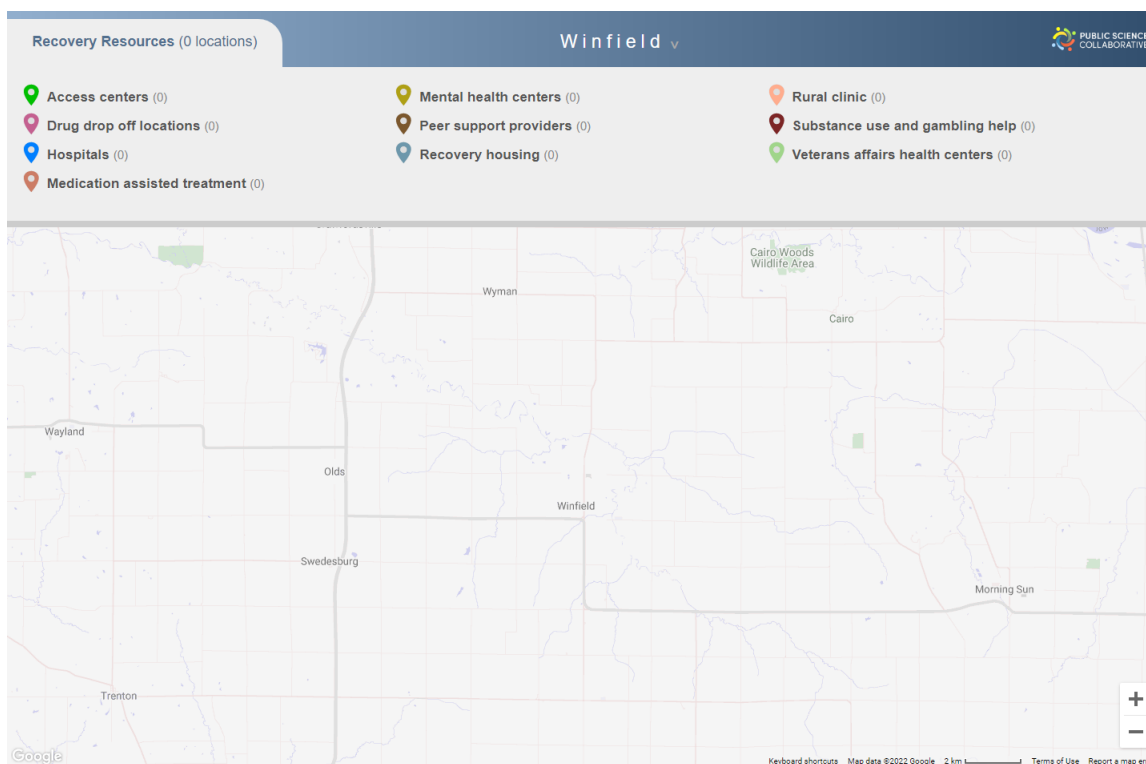 Recovery Resources (0 locations)
Winfield v
PUBLIC SCIENCE
COLLABORATIVE
Access centers (0)
Mental health centers (0)
Rural clinic (0)
Drug drop off locations (0)
Peer support providers (0)
Substance use and gambling help (0)
Hospitals (0)
Recovery housing (0)
Veterans affairs health centers (0)
Medication assisted treatment (0)
Cairo Woods
Wildlife Area
Wyman
Cairo
Wayland
Olds
Winfield
Swedesburg
Morning Sun
Trenton
+
−
Google
Keyboard shortcuts Map data ©2022 Google 2 km Terms of Use Report a map er